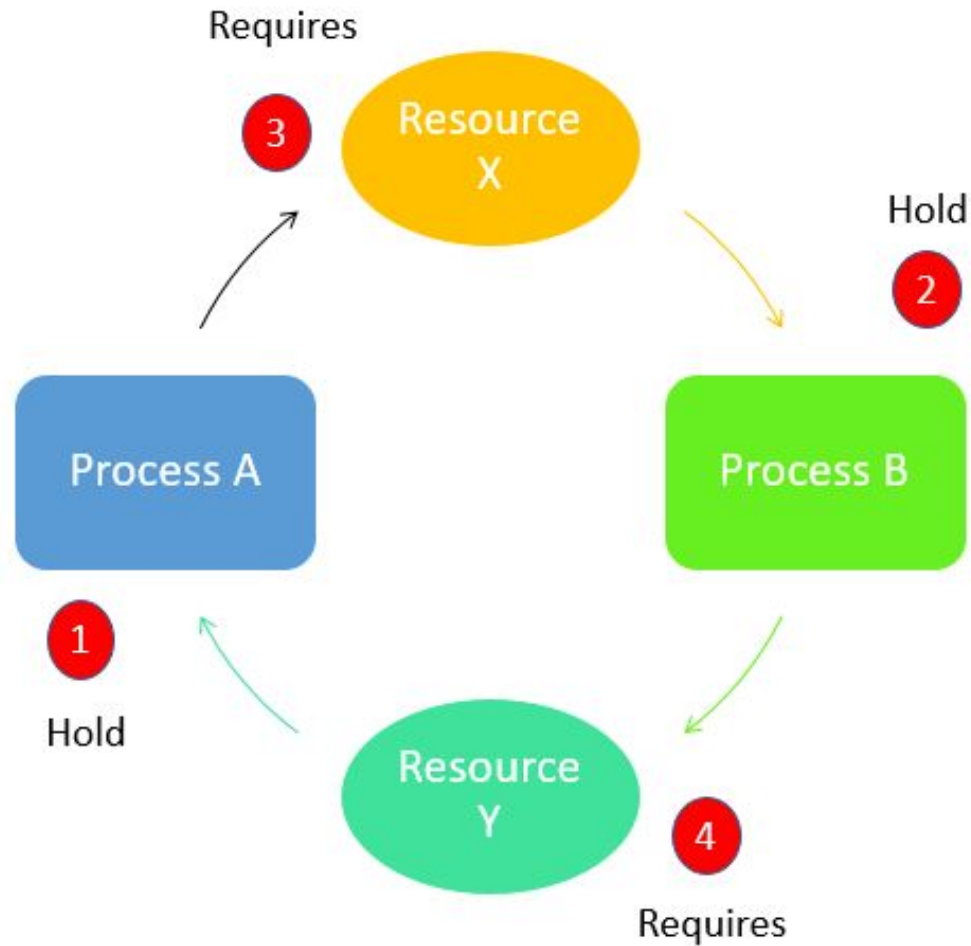 Requires
3
Resource
X
Hold
2
Process A
Process B
1
Hold
Resource
Y
4
Requires